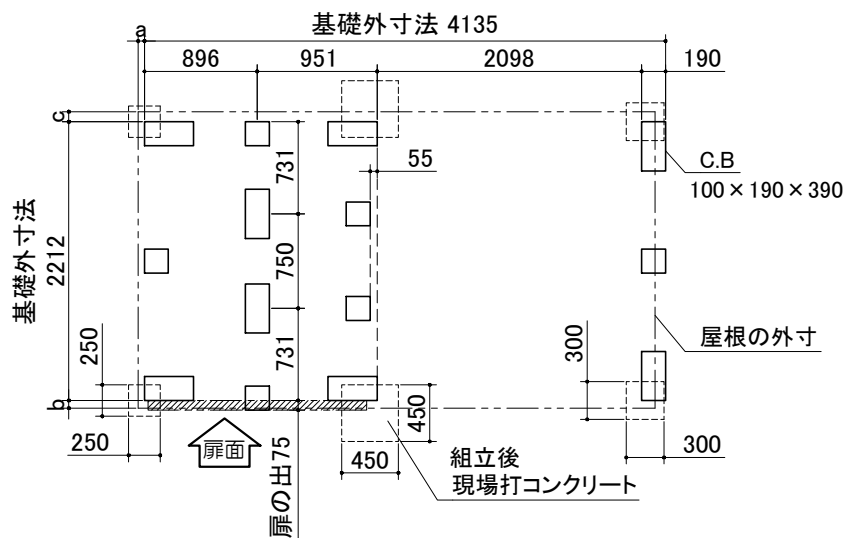 基礎外寸法 4135
a
896
951
2098
190
c
731
55
C.B
100×190×390
基礎外寸法
2212
750
屋根の外寸
250
731
300
b
450
250
扉面
扉の出75
450
組立後
現場打コンクリート
300